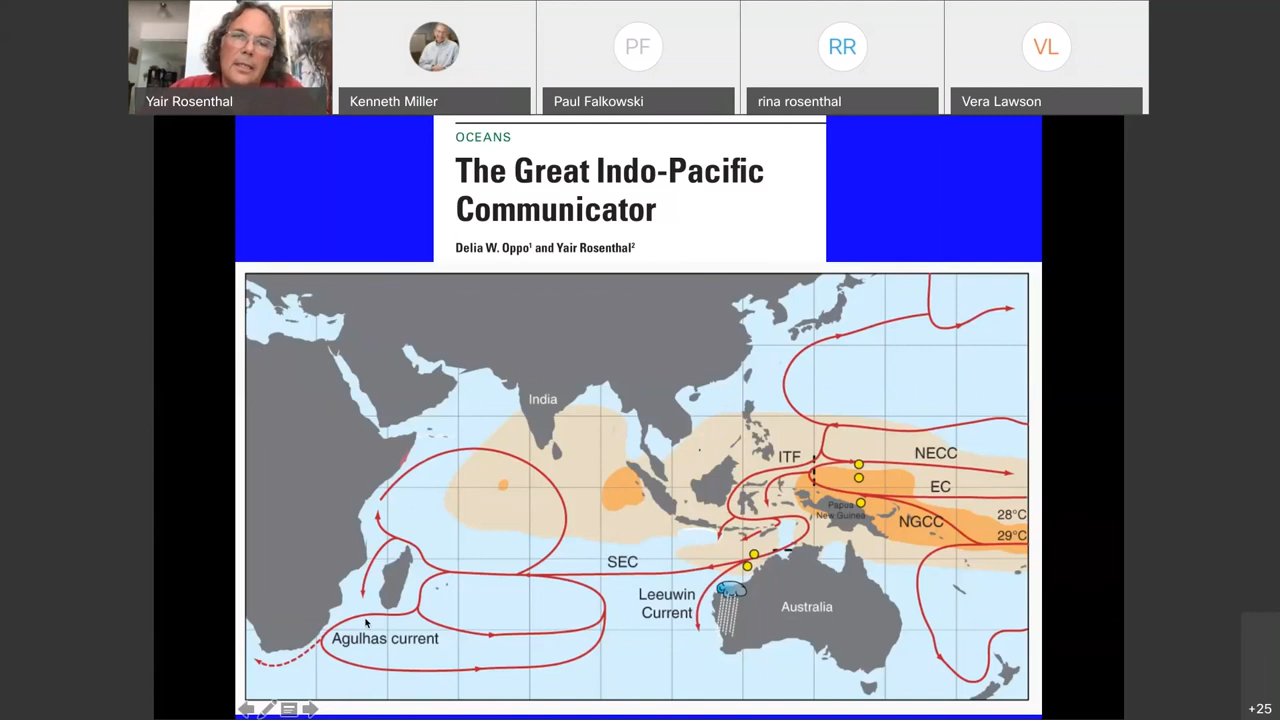 PF
RR
VL
Yair Rosenthal
Kenneth Miller
Paul Falkowski
rina rosenthal
Vera Lawson
OCEANS
The Great Indo-Pacific
Communicator
Delia W. Oppo¹ and Yair Rosenthal²
India
ITF
NECC
EC
Papua
New Guinea
NGCC
28°C
29°C
SEC
Leeuwin
Current
Australia
Agulhas current
+25